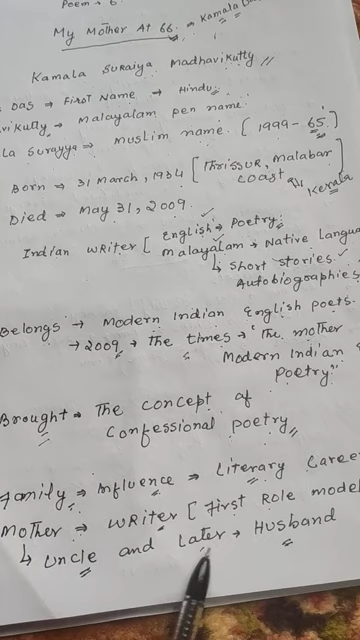 Poem - 6
My Mother At 66. → Kamala Das
Kamala Suraiya Madhavikutty //
Das → First Name → Hindu.
vikutty → Malayalam pen name.
la Surayya → Muslim name. [1999 - 65.]
Born → 31 March, 1934 [Thrissur, Malabar
coast
Kerala
Died → May 31, 2009.
Indian writer [English → Poetry.
Malayalam → Native Langua
↳ Short stories.
Autobiographies
Belongs → Modern Indian English poets.
→ 2009 → The times → "The mother
Modern Indian
Poetry".
Brought → The concept of
confessional poetry //
Family → Influence → Literary Career
Mother → writer [First Role model
↳ Uncle and Later → Husband